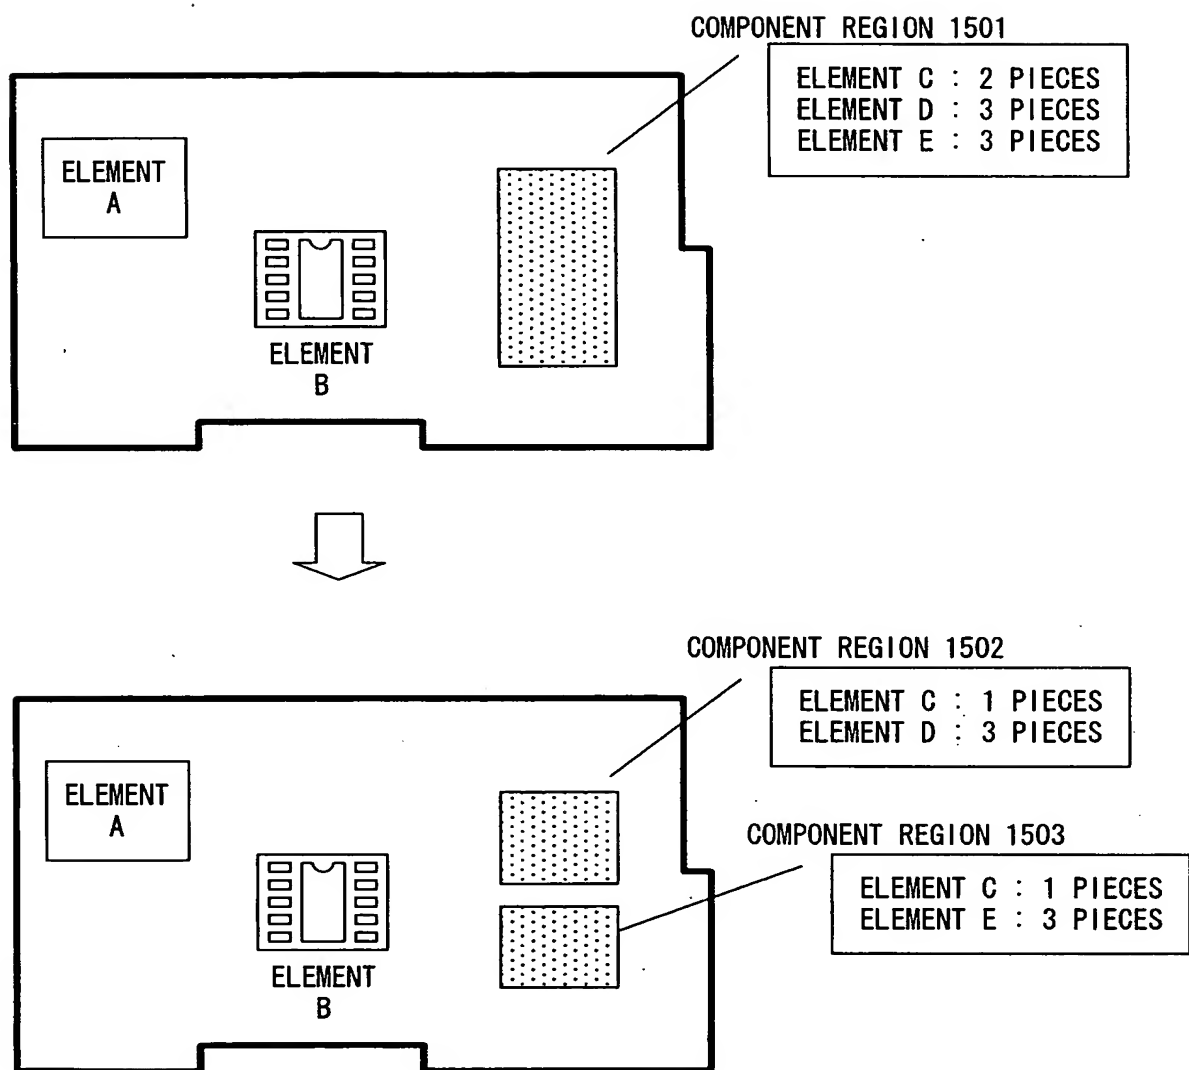 COMPONENT REGION 1501
ELEMENT C : 2 PIECES
ELEMENT D : 3 PIECES
ELEMENT E : 3 PIECES
ELEMENT
A
ELEMENT
B
COMPONENT REGION 1502
ELEMENT C : 1 PIECES
ELEMENT D : 3 PIECES
ELEMENT
A
COMPONENT REGION 1503
ELEMENT C : 1 PIECES
ELEMENT E : 3 PIECES
ELEMENT
B